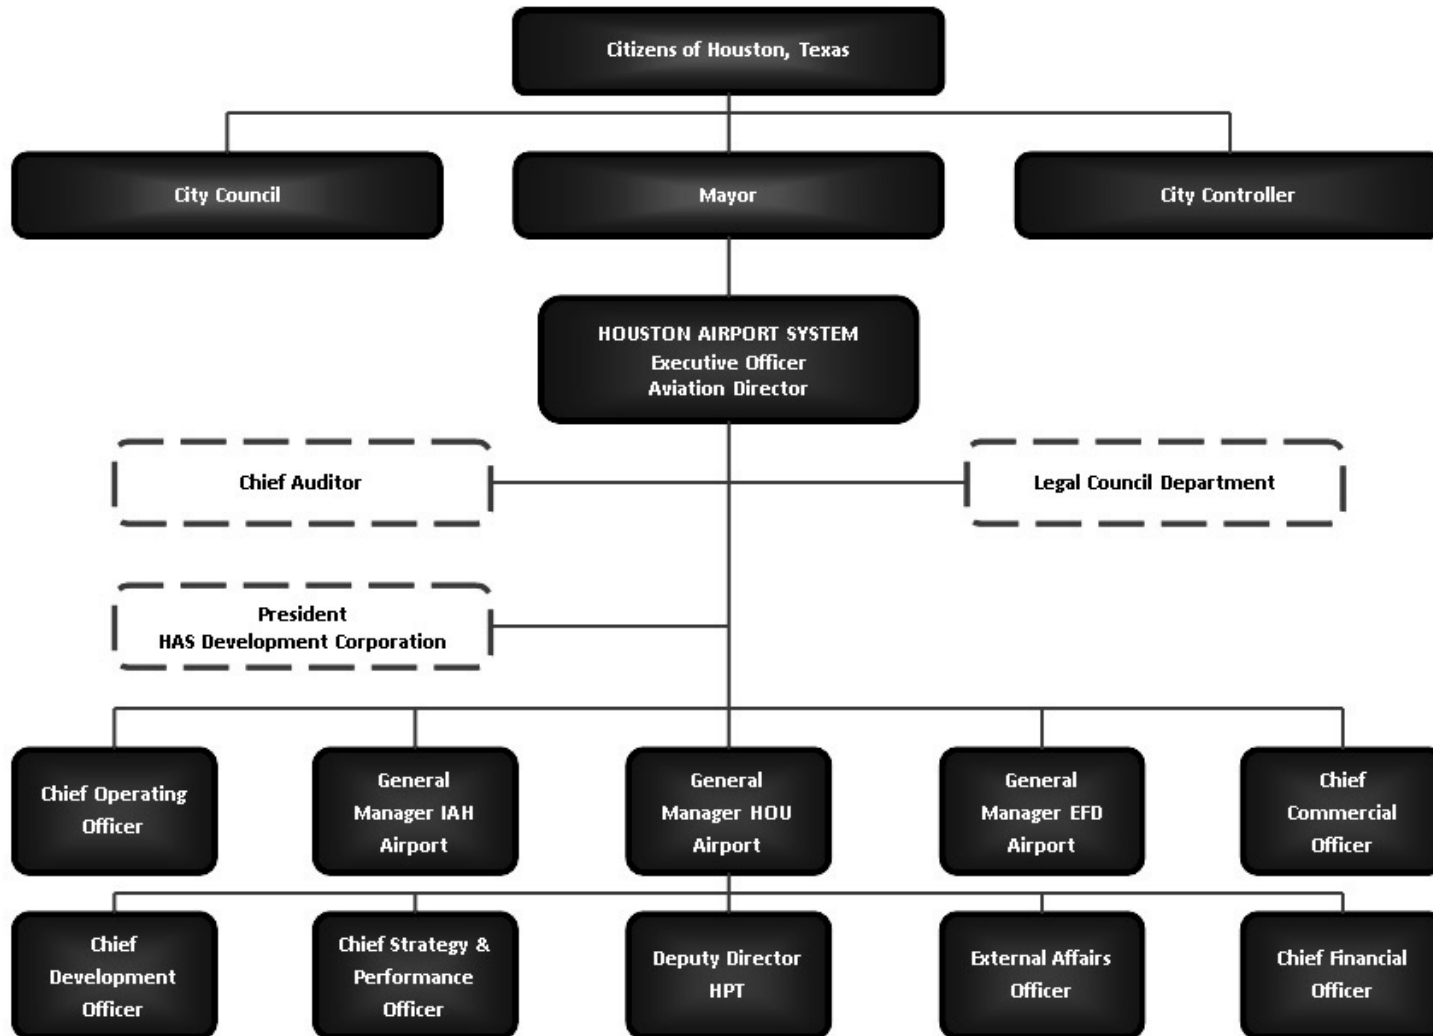 Citizens of Houston, Texas
City Council
Mayor
City Controller
HOUSTON AIRPORT SYSTEM
Executive Officer
Aviation Director
Chief Auditor
Legal Council Department
President
HAS Development Corporation
Chief Operating
Officer
General
Manager IAH
Airport
General
Manager HOU
Airport
General
Manager EFD
Airport
Chief
Commercial
Officer
Chief
Development
Officer
Chief Strategy &
Performance
Officer
Deputy Director
HPT
External Affairs
Officer
Chief Financial
Officer